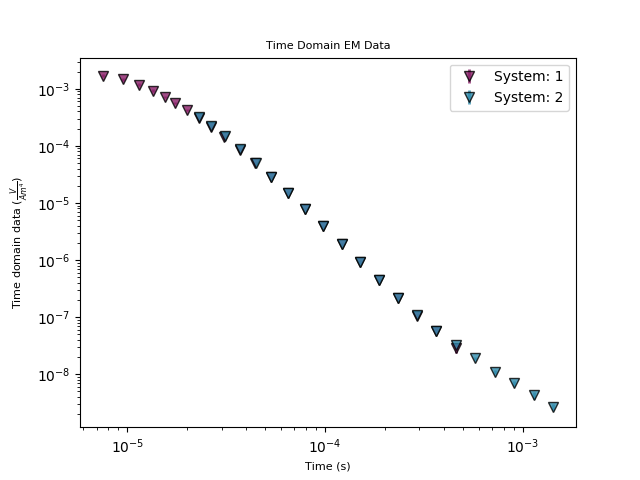 Time Domain EM Data
System: 1
System: 2
Time domain data (V/Am⁴)
10⁻³
10⁻⁴
10⁻⁵
10⁻⁶
10⁻⁷
10⁻⁸
10⁻⁵
10⁻⁴
10⁻³
Time (s)